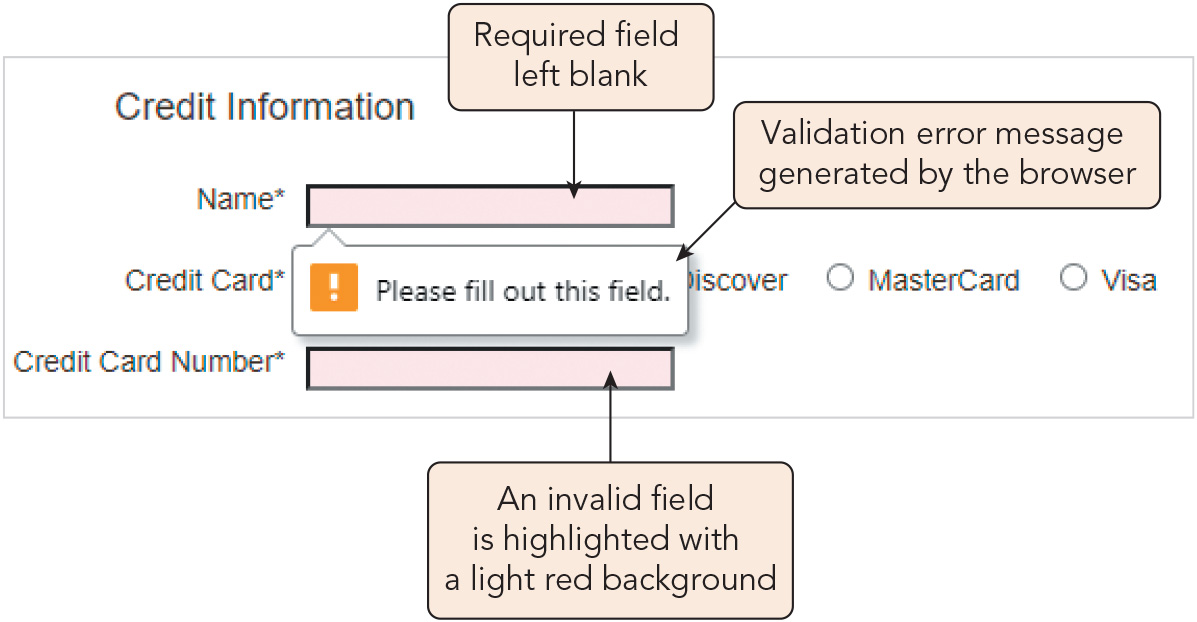 Required field
left blank
Credit Information
Validation error message
generated by the browser
Name*
Credit Card*
Please fill out this field.
Discover
MasterCard
Visa
Credit Card Number*
An invalid field
is highlighted with
a light red background